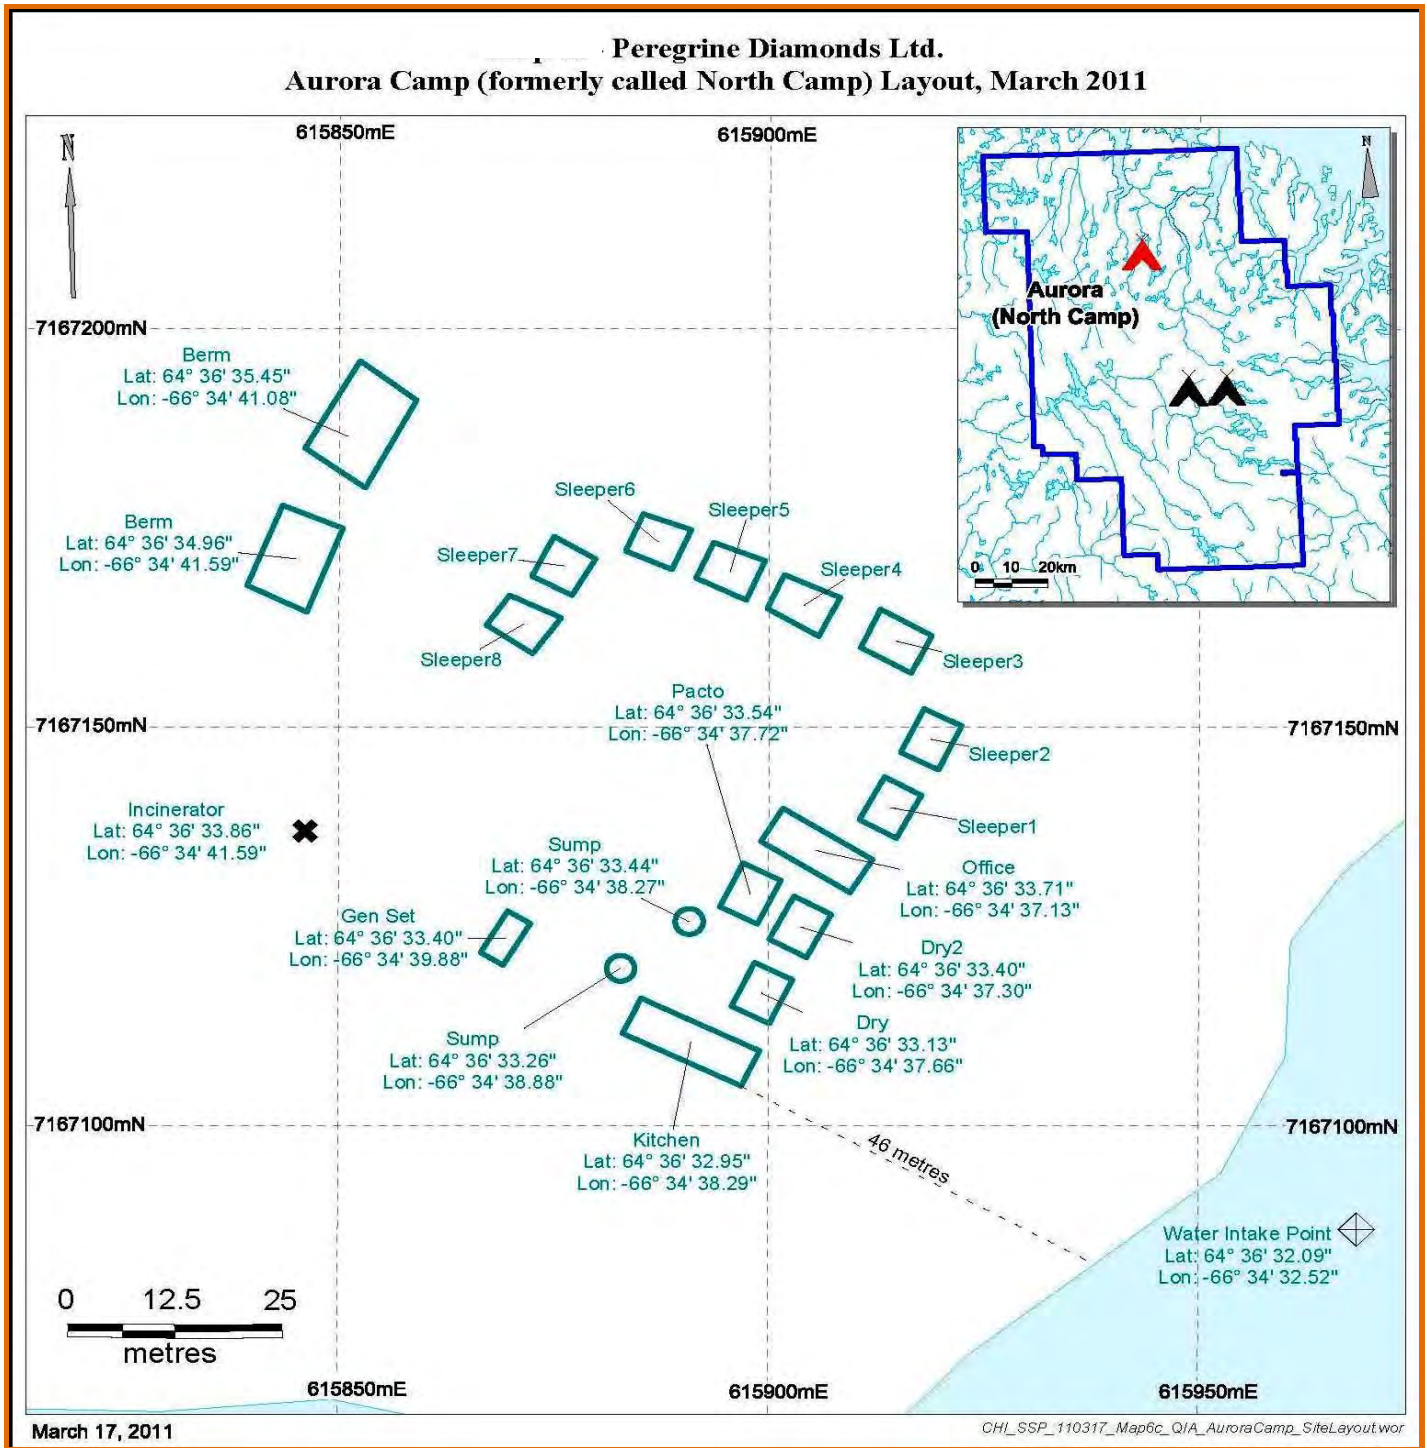 Peregrine Diamonds Ltd.
Aurora Camp (formerly called North Camp) Layout, March 2011
615850mE
615900mE
N
N
Aurora
(North Camp)
0 10 20km
7167200mN
Berm
Lat: 64° 36' 35.45"
Lon: -66° 34' 41.08"
Berm
Lat: 64° 36' 34.96"
Lon: -66° 34' 41.59"
Sleeper6
Sleeper5
Sleeper7
Sleeper4
Sleeper8
Sleeper3
Pacto
Lat: 64° 36' 33.54"
Lon: -66° 34' 37.72"
7167150mN
7167150mN
Sleeper2
Incinerator
Lat: 64° 36' 33.86"
Lon: -66° 34' 41.59"
Sleeper1
Sump
Lat: 64° 36' 33.44"
Lon: -66° 34' 38.27"
Office
Lat: 64° 36' 33.71"
Lon: -66° 34' 37.13"
Gen Set
Lat: 64° 36' 33.40"
Lon: -66° 34' 39.88"
Dry2
Lat: 64° 36' 33.40"
Lon: -66° 34' 37.30"
Sump
Lat: 64° 36' 33.26"
Lon: -66° 34' 38.88"
Dry
Lat: 64° 36' 33.13"
Lon: -66° 34' 37.66"
7167100mN
7167100mN
Kitchen
Lat: 64° 36' 32.95"
Lon: -66° 34' 38.29"
46 metres
Water Intake Point
Lat: 64° 36' 32.09"
Lon: -66° 34' 32.52"
0 12.5 25
metres
615850mE
615900mE
615950mE
March 17, 2011
CHI_SSP_110317_Map6c_QIA_AuroraCamp_SiteLayout.wor